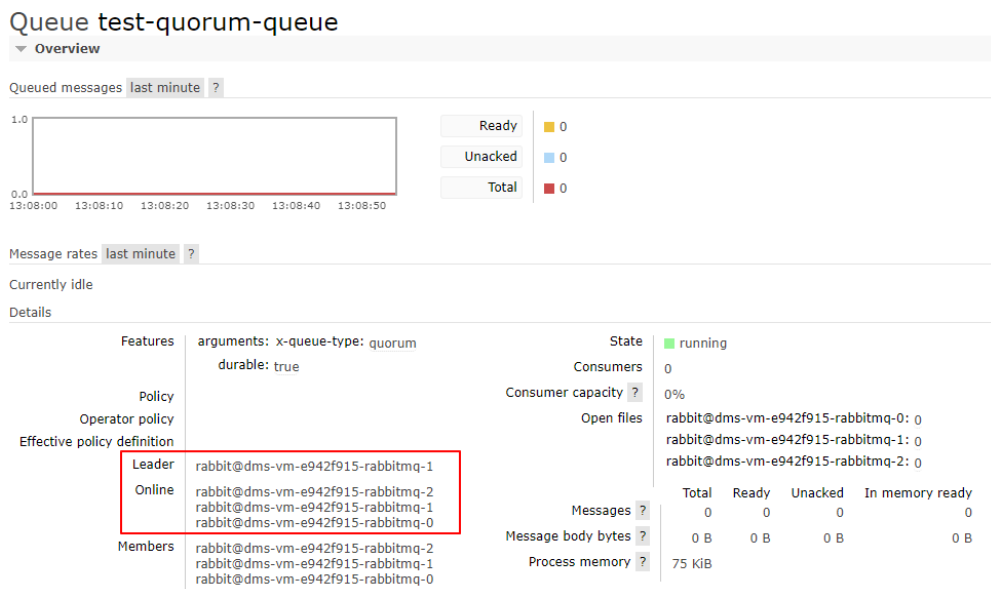 Queue test-quorum-queue
Overview
Queued messages last minute ?
1.0
0.0
13:08:00 13:08:10 13:08:20 13:08:30 13:08:40 13:08:50
Ready 0
Unacked 0
Total 0
Message rates last minute ?
Currently idle
Details
Features arguments: x-queue-type: quorum
durable: true
Policy
Operator policy
Effective policy definition
Leader rabbit@dms-vm-e942f915-rabbitmq-1
Online rabbit@dms-vm-e942f915-rabbitmq-2
rabbit@dms-vm-e942f915-rabbitmq-1
rabbit@dms-vm-e942f915-rabbitmq-0
Members rabbit@dms-vm-e942f915-rabbitmq-2
rabbit@dms-vm-e942f915-rabbitmq-1
rabbit@dms-vm-e942f915-rabbitmq-0
State running
Consumers 0
Consumer capacity ? 0%
Open files rabbit@dms-vm-e942f915-rabbitmq-0: 0
rabbit@dms-vm-e942f915-rabbitmq-1: 0
rabbit@dms-vm-e942f915-rabbitmq-2: 0
Total Ready Unacked In memory ready
Messages ? 0 0 0 0
Message body bytes ? 0 B 0 B 0 B 0 B
Process memory ? 75 KiB